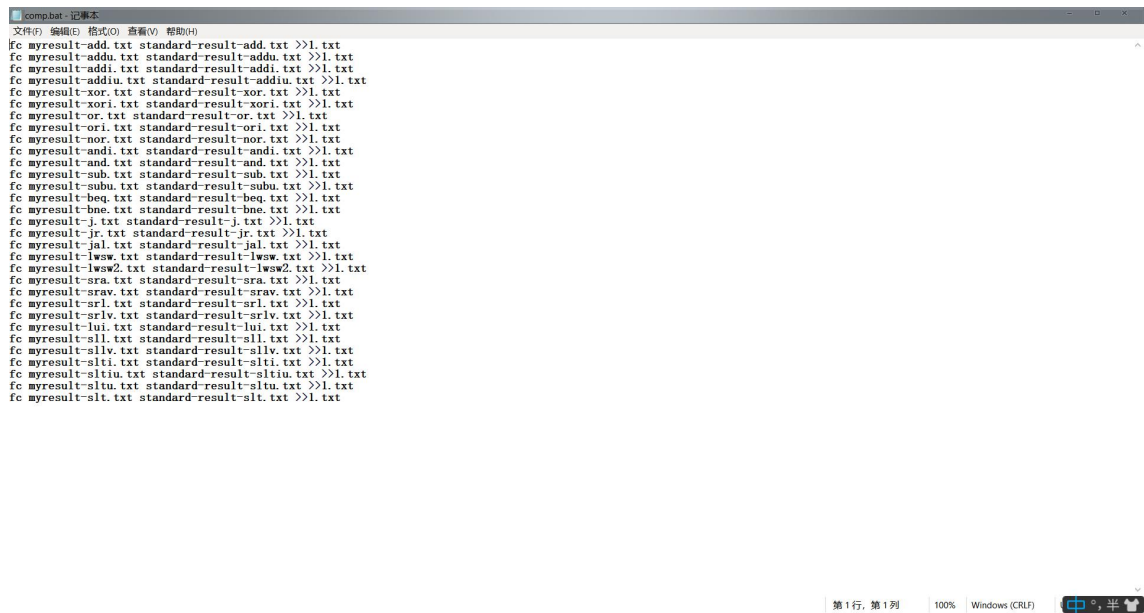 comp.bat - 记事本
文件(F) 编辑(E) 格式(O) 查看(V) 帮助(H)
fc myresult-add.txt standard-result-add.txt >>1.txt
fc myresult-addu.txt standard-result-addu.txt >>1.txt
fc myresult-addi.txt standard-result-addi.txt >>1.txt
fc myresult-addiu.txt standard-result-addiu.txt >>1.txt
fc myresult-xor.txt standard-result-xor.txt >>1.txt
fc myresult-xori.txt standard-result-xori.txt >>1.txt
fc myresult-or.txt standard-result-or.txt >>1.txt
fc myresult-ori.txt standard-result-ori.txt >>1.txt
fc myresult-nor.txt standard-result-nor.txt >>1.txt
fc myresult-andi.txt standard-result-andi.txt >>1.txt
fc myresult-and.txt standard-result-and.txt >>1.txt
fc myresult-sub.txt standard-result-sub.txt >>1.txt
fc myresult-subu.txt standard-result-subu.txt >>1.txt
fc myresult-beq.txt standard-result-beq.txt >>1.txt
fc myresult-bne.txt standard-result-bne.txt >>1.txt
fc myresult-j.txt standard-result-j.txt >>1.txt
fc myresult-jr.txt standard-result-jr.txt >>1.txt
fc myresult-jal.txt standard-result-jal.txt >>1.txt
fc myresult-lwsw.txt standard-result-lwsw.txt >>1.txt
fc myresult-lwsw2.txt standard-result-lwsw2.txt >>1.txt
fc myresult-sra.txt standard-result-sra.txt >>1.txt
fc myresult-srav.txt standard-result-srav.txt >>1.txt
fc myresult-srl.txt standard-result-srl.txt >>1.txt
fc myresult-srlv.txt standard-result-srlv.txt >>1.txt
fc myresult-lui.txt standard-result-lui.txt >>1.txt
fc myresult-sll.txt standard-result-sll.txt >>1.txt
fc myresult-sllv.txt standard-result-sllv.txt >>1.txt
fc myresult-slti.txt standard-result-slti.txt >>1.txt
fc myresult-sltiu.txt standard-result-sltiu.txt >>1.txt
fc myresult-sltu.txt standard-result-sltu.txt >>1.txt
fc myresult-slt.txt standard-result-slt.txt >>1.txt
第 1 行，第 1 列 100% Windows (CRLF) 中 °, 半